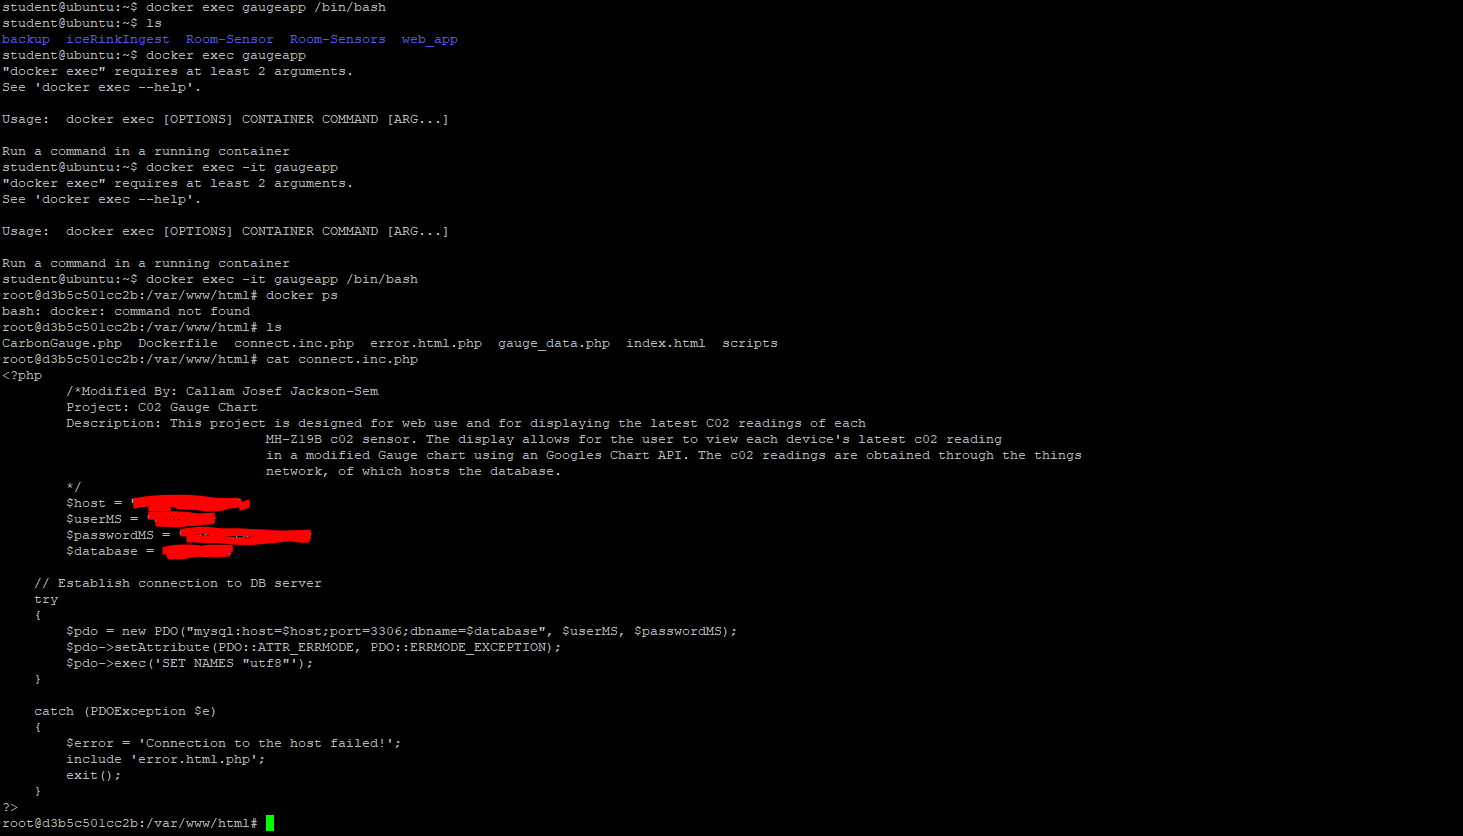 student@ubuntu:~$ docker exec gaugeapp /bin/bash
student@ubuntu:~$ ls
backup  iceRinkIngest  Room-Sensor  Room-Sensors  web_app
student@ubuntu:~$ docker exec gaugeapp
"docker exec" requires at least 2 arguments.
See 'docker exec --help'.

Usage:  docker exec [OPTIONS] CONTAINER COMMAND [ARG...]

Run a command in a running container
student@ubuntu:~$ docker exec -it gaugeapp
"docker exec" requires at least 2 arguments.
See 'docker exec --help'.

Usage:  docker exec [OPTIONS] CONTAINER COMMAND [ARG...]

Run a command in a running container
student@ubuntu:~$ docker exec -it gaugeapp /bin/bash
root@d3b5c501cc2b:/var/www/html# docker ps
bash: docker: command not found
root@d3b5c501cc2b:/var/www/html# ls
CarbonGauge.php  Dockerfile  connect.inc.php  error.html.php  gauge_data.php  index.html  scripts
root@d3b5c501cc2b:/var/www/html# cat connect.inc.php
<?php
        /*Modified By: Callam Josef Jackson-Sem
        Project: C02 Gauge Chart
        Description: This project is designed for web use and for displaying the latest C02 readings of each
                                 MH-Z19B c02 sensor. The display allows for the user to view each device's latest c02 reading
                                 in a modified Gauge chart using an Googles Chart API. The c02 readings are obtained through the things
                                 network, of which hosts the database.
        */
        $host = '
        $userMS =
        $passwordMS =
        $database =

    // Establish connection to DB server
    try
    {
        $pdo = new PDO("mysql:host=$host;port=3306;dbname=$database", $userMS, $passwordMS);
        $pdo->setAttribute(PDO::ATTR_ERRMODE, PDO::ERRMODE_EXCEPTION);
        $pdo->exec('SET NAMES "utf8"');
    }

    catch (PDOException $e)
    {
        $error = 'Connection to the host failed!';
        include 'error.html.php';
        exit();
    }
?>
root@d3b5c501cc2b:/var/www/html#